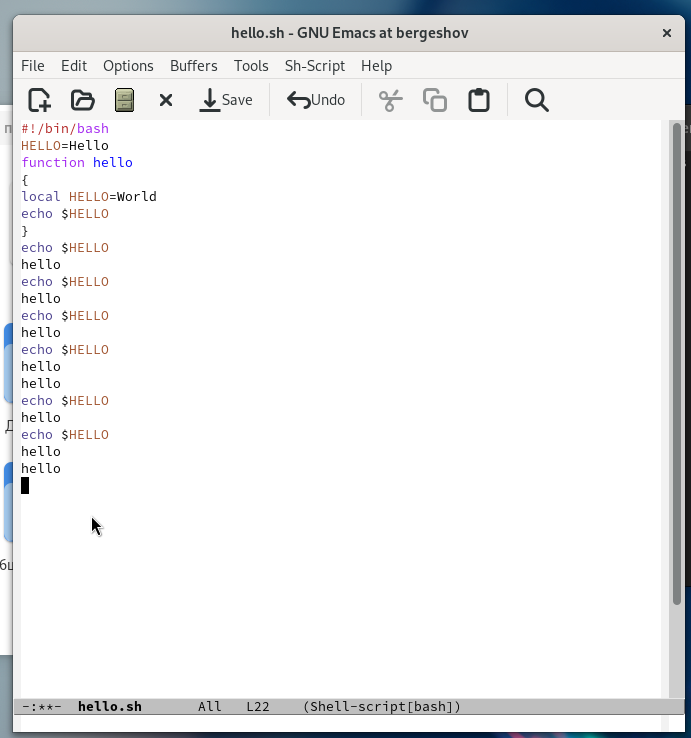 hello.sh - GNU Emacs at bergeshov
File Edit Options Buffers Tools Sh-Script Help
Save Undo
#!/bin/bash
HELLO=Hello
function hello
{
local HELLO=World
echo $HELLO
}
echo $HELLO
hello
echo $HELLO
hello
echo $HELLO
hello
echo $HELLO
hello
hello
echo $HELLO
hello
echo $HELLO
hello
hello
-:**- hello.sh All L22 (Shell-script[bash])